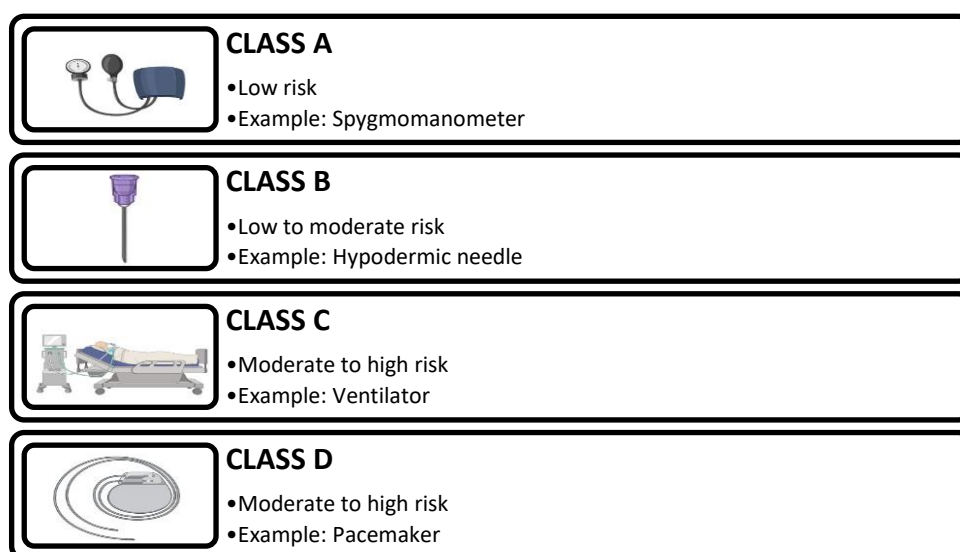 CLASS A
•Low risk
•Example: Spygmomanometer
CLASS B
•Low to moderate risk
•Example: Hypodermic needle
CLASS C
•Moderate to high risk
•Example: Ventilator
CLASS D
•Moderate to high risk
•Example: Pacemaker